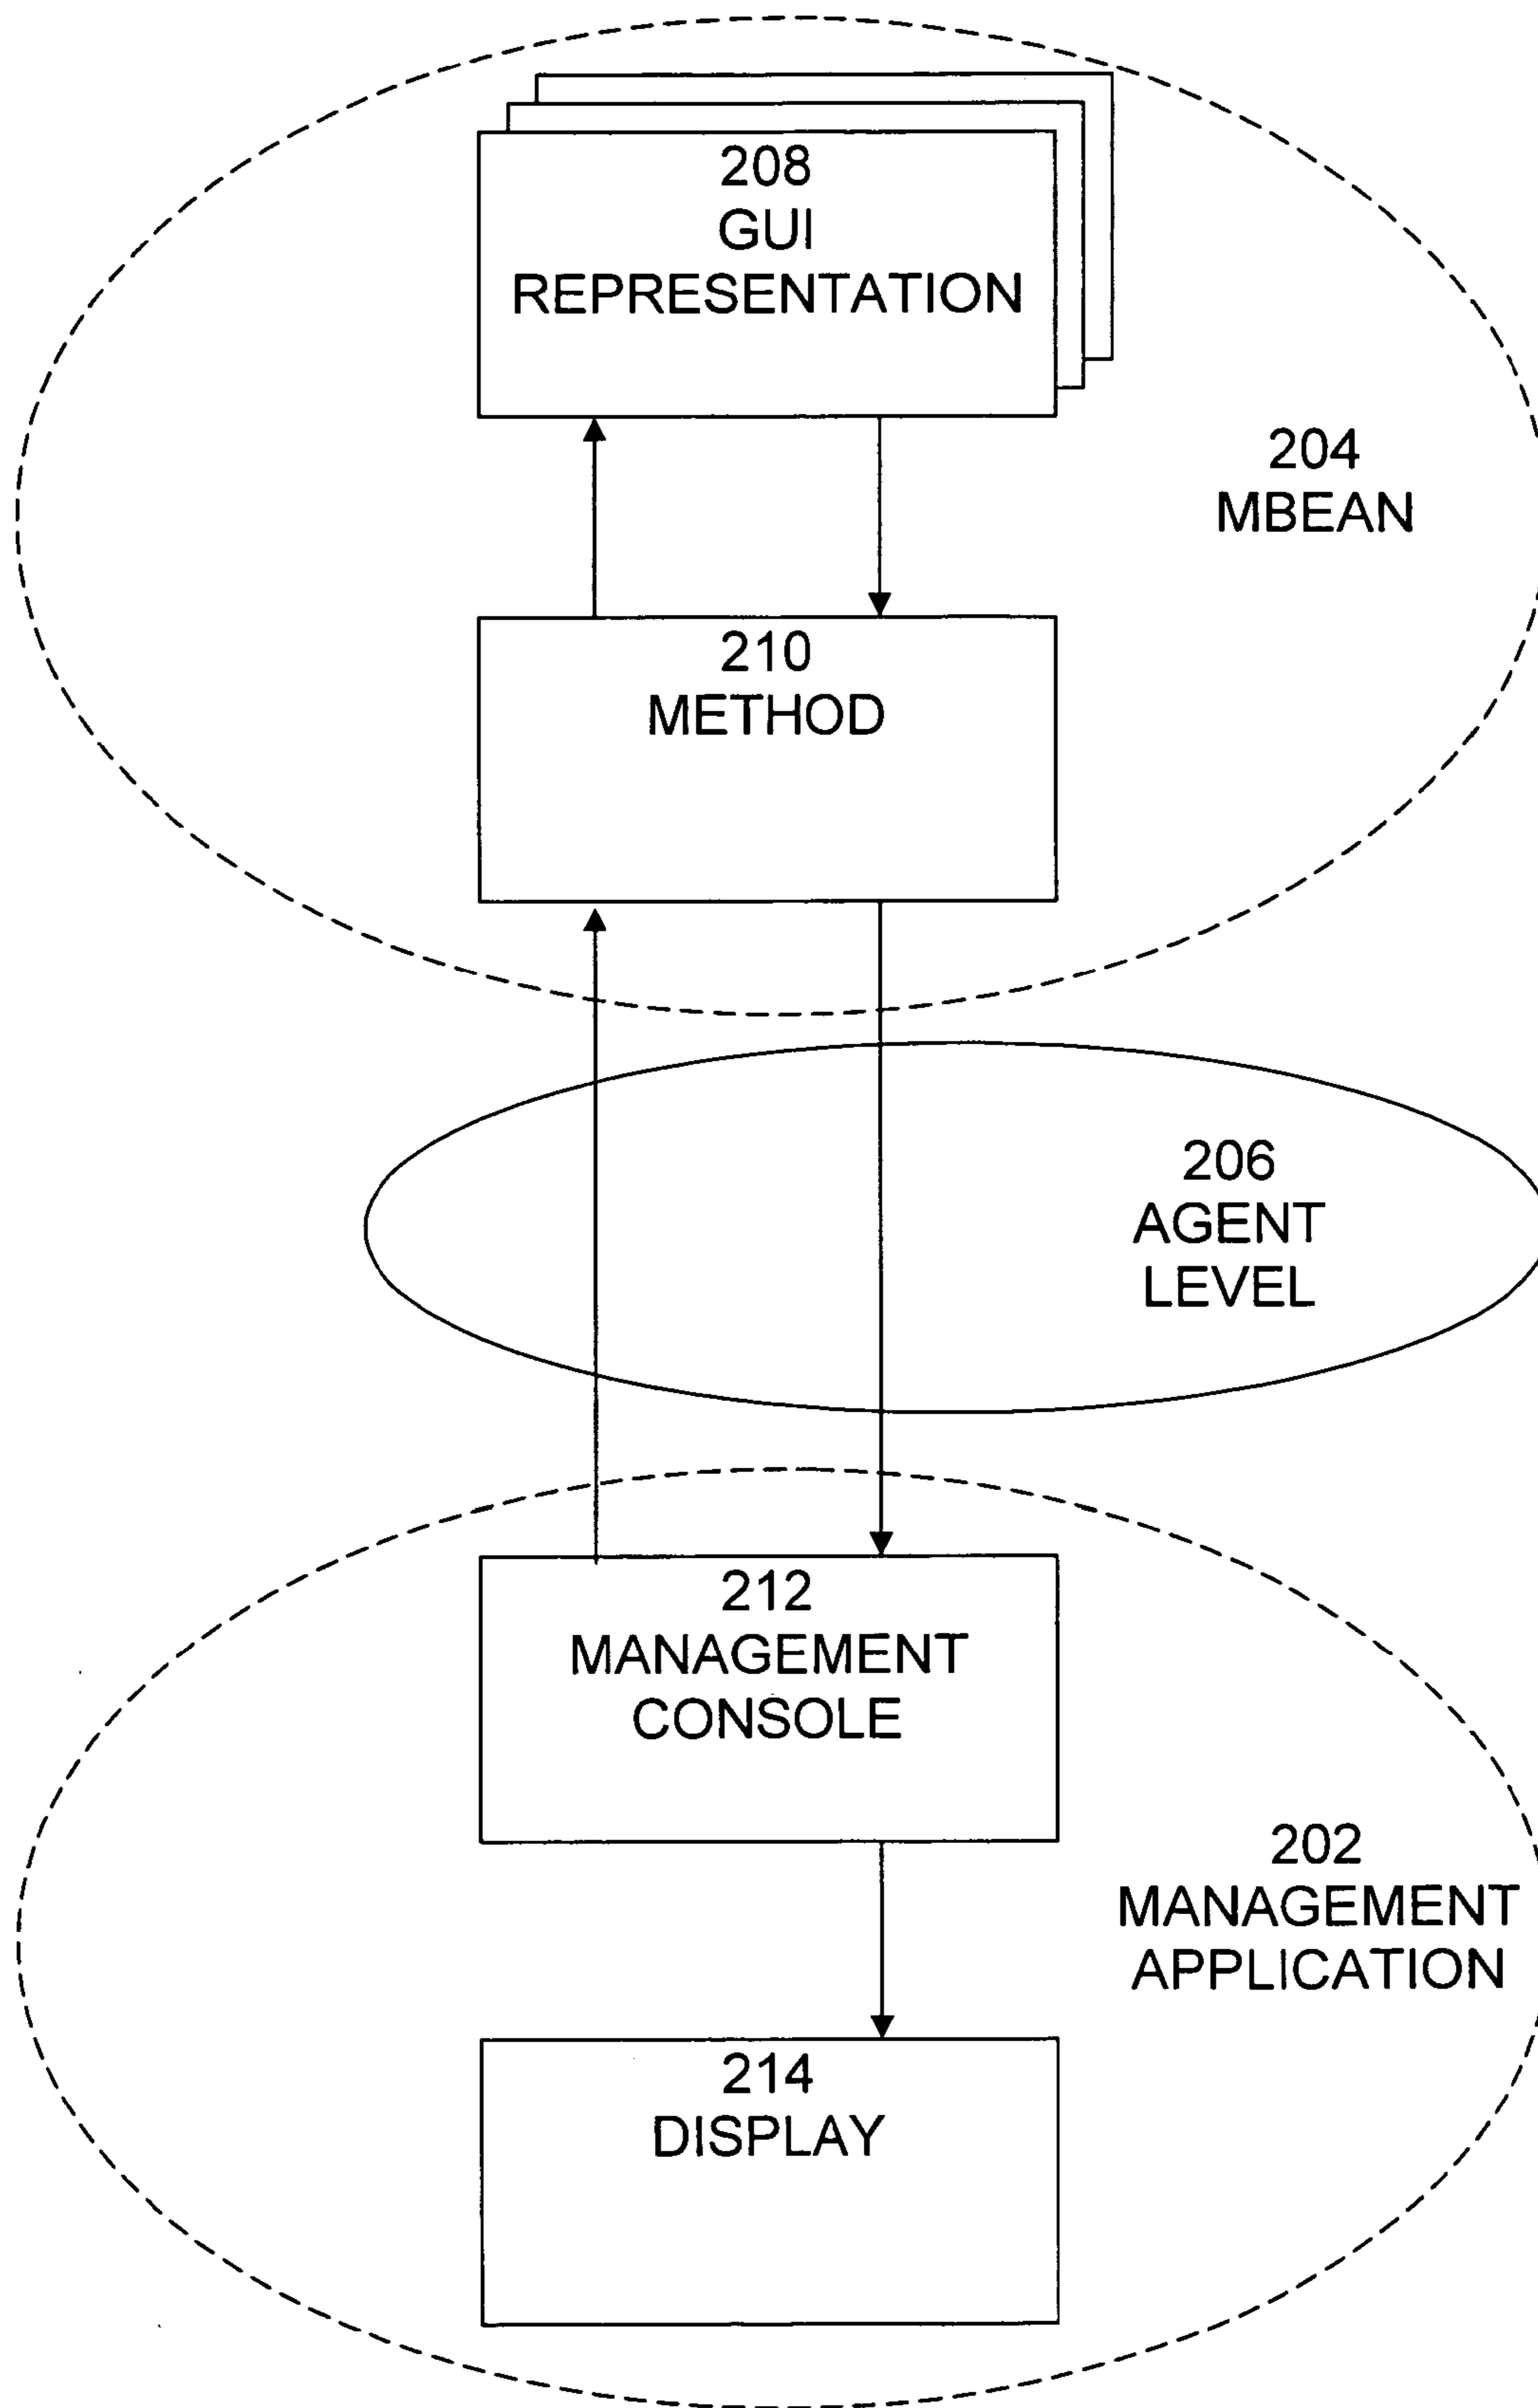 208
GUI
REPRESENTATION
204
MBEAN
210
METHOD
206
AGENT
LEVEL
212
MANAGEMENT
CONSOLE
202
MANAGEMENT
APPLICATION
214
DISPLAY